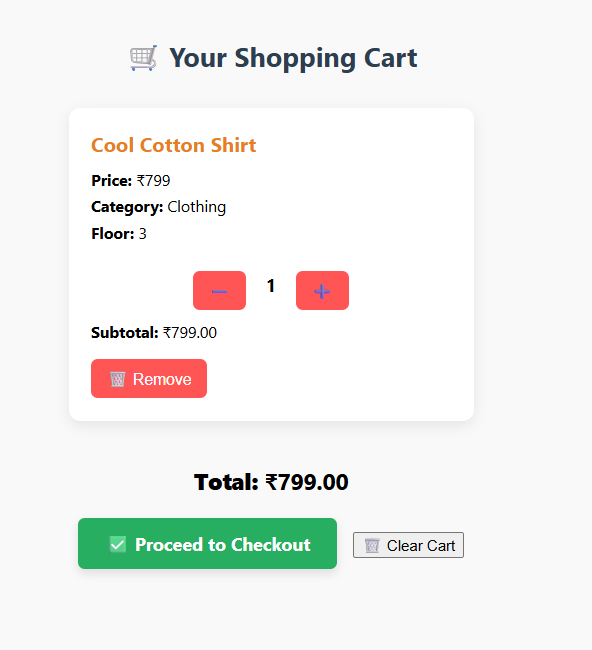 🛒 Your Shopping Cart
Cool Cotton Shirt
Price: ₹799
Category: Clothing
Floor: 3
➖ 1 ➕
Subtotal: ₹799.00
🗑️ Remove
Total: ₹799.00
✅ Proceed to Checkout 🗑️ Clear Cart